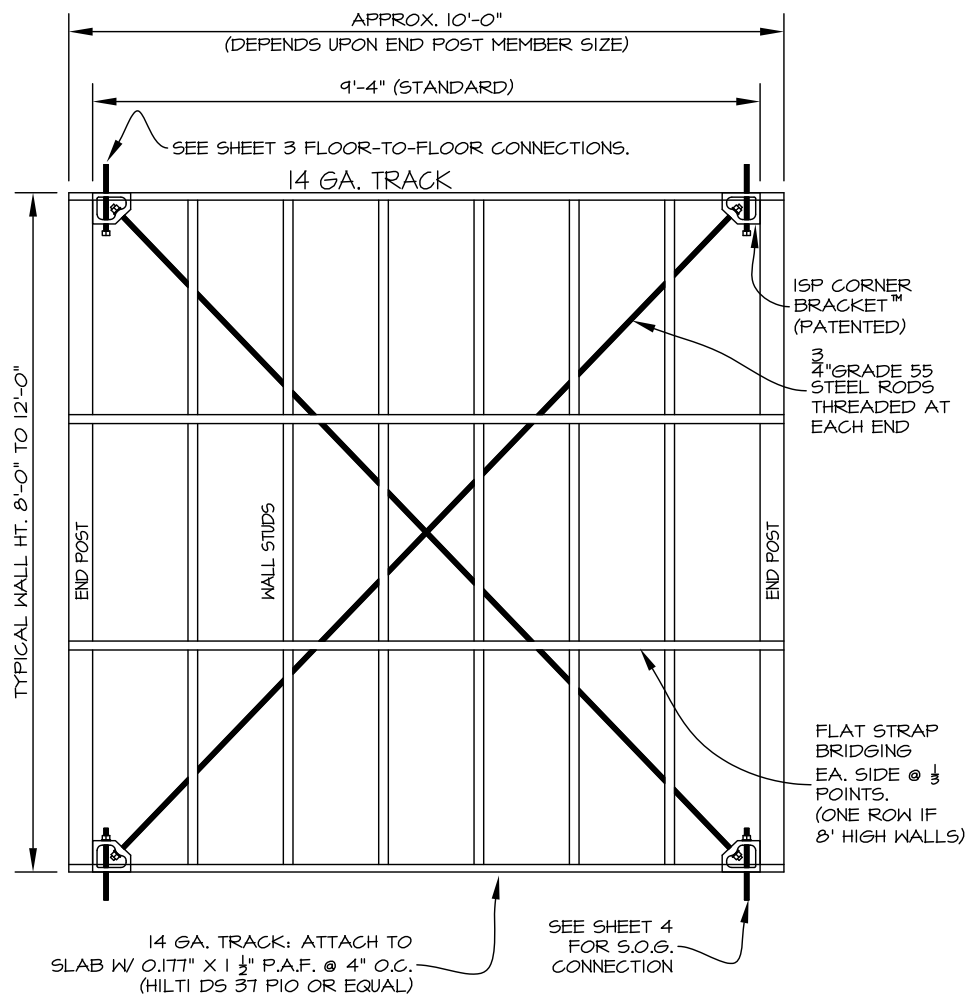 APPROX. 10'-0"
(DEPENDS UPON END POST MEMBER SIZE)
9'-4" (STANDARD)
SEE SHEET 3 FLOOR-TO-FLOOR CONNECTIONS.
14 GA. TRACK
ISP CORNER
BRACKET™
(PATENTED)
3/4" GRADE 55
STEEL RODS
THREADED AT
EACH END
TYPICAL WALL HT. 8'-0" TO 12'-0"
END POST
WALL STUDS
END POST
FLAT STRAP
BRIDGING
EA. SIDE @ 1/3
POINTS.
(ONE ROW IF
8' HIGH WALLS)
14 GA. TRACK: ATTACH TO
SLAB W/ 0.177" X 1 1/2" P.A.F. @ 4" O.C.
(HILTI DS 37 P10 OR EQUAL)
SEE SHEET 4
FOR S.O.G.
CONNECTION